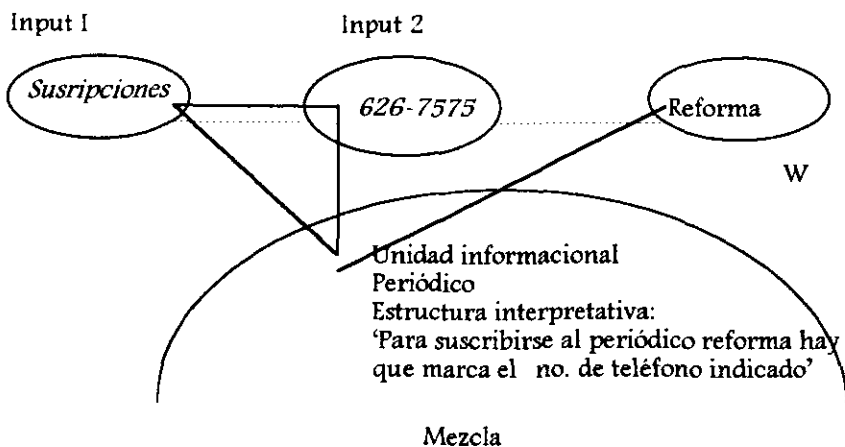 Input I
Input 2
Susripciones
626-7575
Reforma
W
Unidad informacional
Periódico
Estructura interpretativa:
‘Para suscribirse al periódico reforma hay
que marca el no. de teléfono indicado’
Mezcla